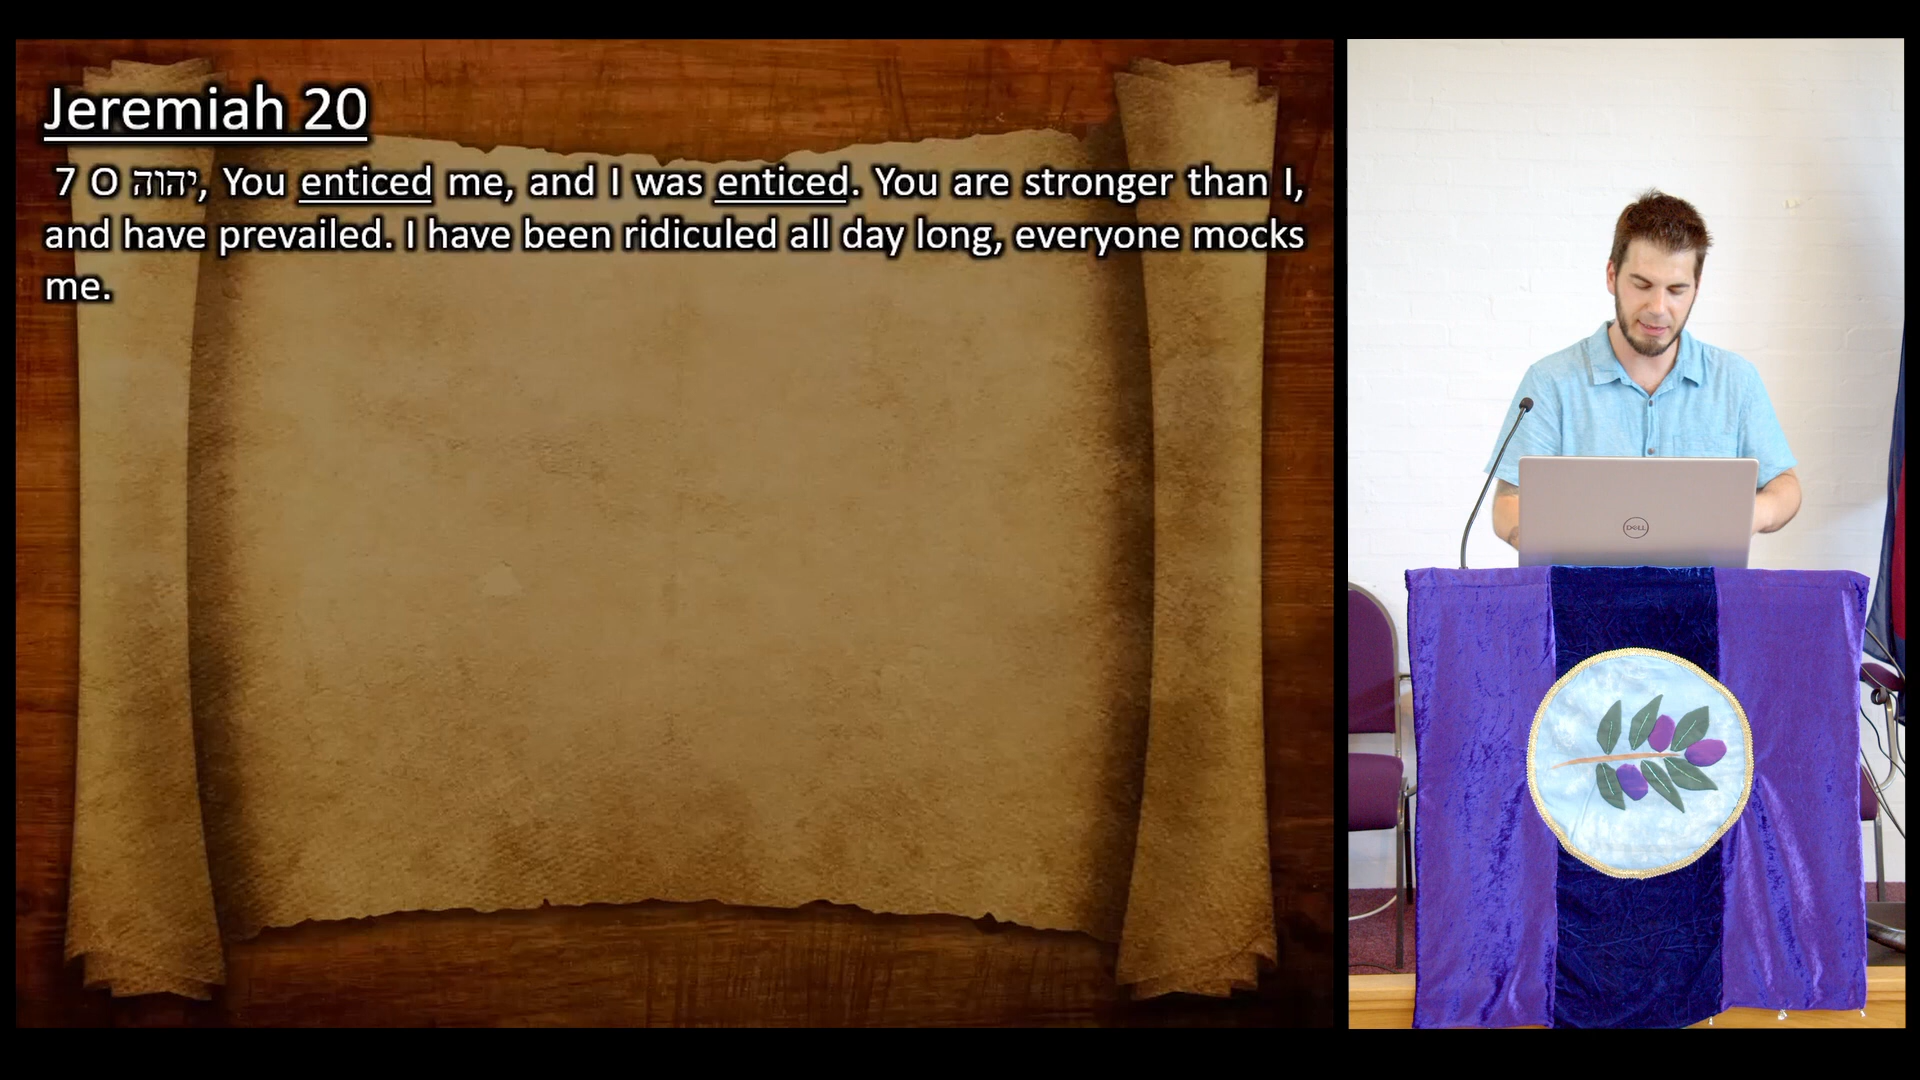 Jeremiah 20
7 O יהוה, You enticed me, and I was enticed. You are stronger than I,
and have prevailed. I have been ridiculed all day long, everyone mocks
me.
DELL